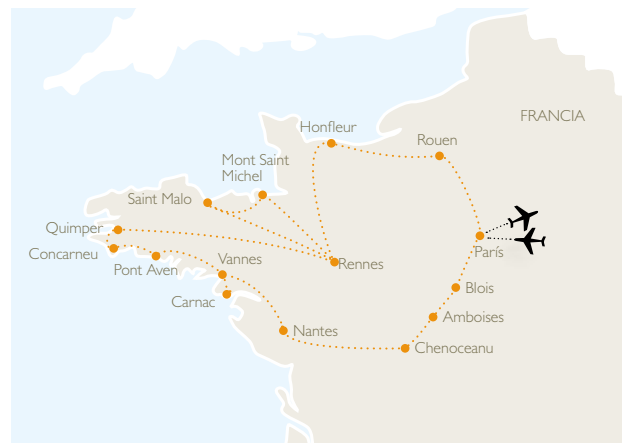 FRANCIA
Honfleur
Rouen
Mont Saint
Michel
Saint Malo
Quimper
Concarneu
Pont Aven
Vannes
Carnac
Rennes
París
Blois
Amboises
Nantes
Chenoceanu